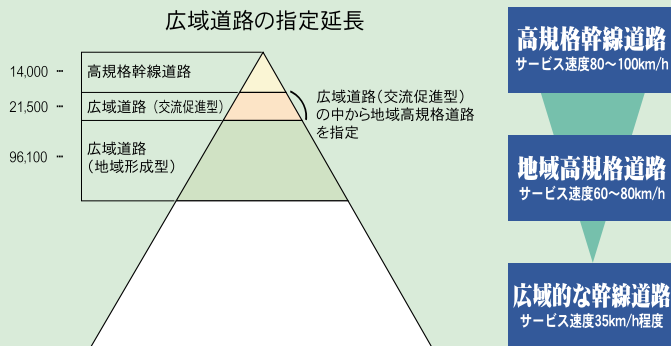 広域道路の指定延長
14,000
高規格幹線道路
21,500
広域道路（交流促進型）
96,100
広域道路
（地域形成型）
広域道路（交流促進型）
の中から地域高規格道路
を指定
高規格幹線道路
サービス速度80～100km/h
地域高規格道路
サービス速度60～80km/h
広域的な幹線道路
サービス速度35km/h程度